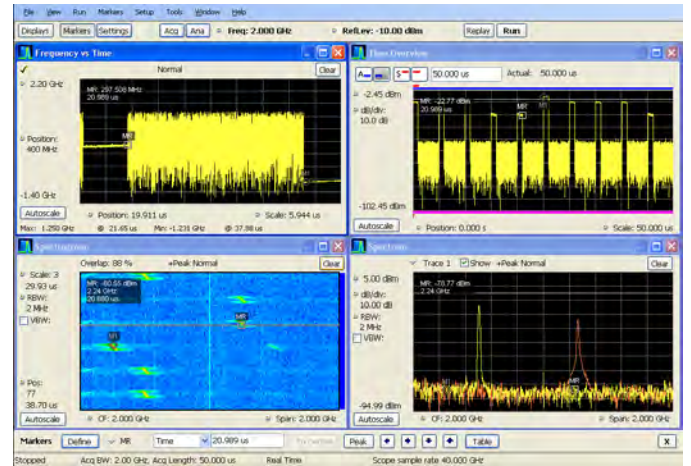 File View Run Markers Setup Tools Window Help
Displays Markers Settings Acq Ana Freq: 2.000 GHz RefLev: -10.00 dBm Replay Run
Frequency vs Time
Normal Clear
2.20 GHz
MR: 297.508 MHz
20.989 us
MR
Position:
400 MHz
-1.40 GHz
Autoscale Position: 19.911 us Scale: 5.944 us
Max: 1.250 GHz @ 21.65 us Min: -1.231 GHz @ 37.98 us
Time Overview
50.000 us Actual: 50.000 us
-2.45 dBm
MR: -22.77 dBm
20.989 us
MR
M1
dB/div:
10.0 dB
-102.45 dBm
Autoscale Position: 0.000 s Scale: 50.000 us
Spectrogram
Overlap: 88 % +Peak Normal Clear
Scale: 3
29.93 us
MR: -80.55 dBm
2.24 GHz
20.880 us
RBW:
2 MHz
VBW:
MR
M1
Pos:
77
38.70 us
Autoscale CF: 2.000 GHz Span: 2.000 GHz
Spectrum
Trace 1 Show +Peak Normal Clear
5.00 dBm
MR: -78.77 dBm
2.24 GHz
dB/div:
10.00 dB
RBW:
2 MHz
VBW:
MR
-94.99 dBm
Autoscale CF: 2.000 GHz Span: 2.000 GHz
Markers Define MR Time 20.989 us Peak Table X
Stopped Acq BW: 2.00 GHz, Acq Length: 50.000 us Real Time Scope sample rate 40.000 GHz